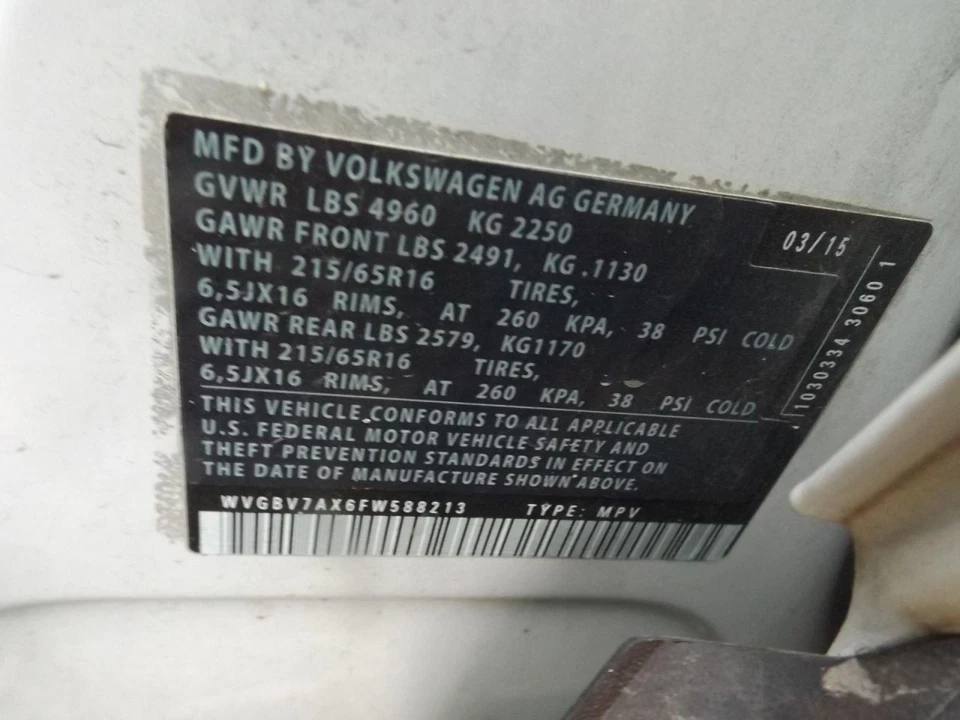 MFD BY VOLKSWAGEN AG GERMANY
GVWR LBS 4960 KG 2250
03/15
GAWR FRONT LBS 2491, KG.1130
WITH 215/65R16 TIRES,
6,5JX16 RIMS, AT 260 KPA, 38 PSI COLD
GAWR REAR LBS 2579, KG1170
WITH 215/65R16 TIRES,
6,5JX16 RIMS, AT 260 KPA, 38 PSI COLD
1030334 3060 1
THIS VEHICLE CONFORMS TO ALL APPLICABLE
U.S. FEDERAL MOTOR VEHICLE SAFETY AND
THEFT PREVENTION STANDARDS IN EFFECT ON
THE DATE OF MANUFACTURE SHOWN ABOVE.
WVGBV7AX6FW588213 TYPE: MPV